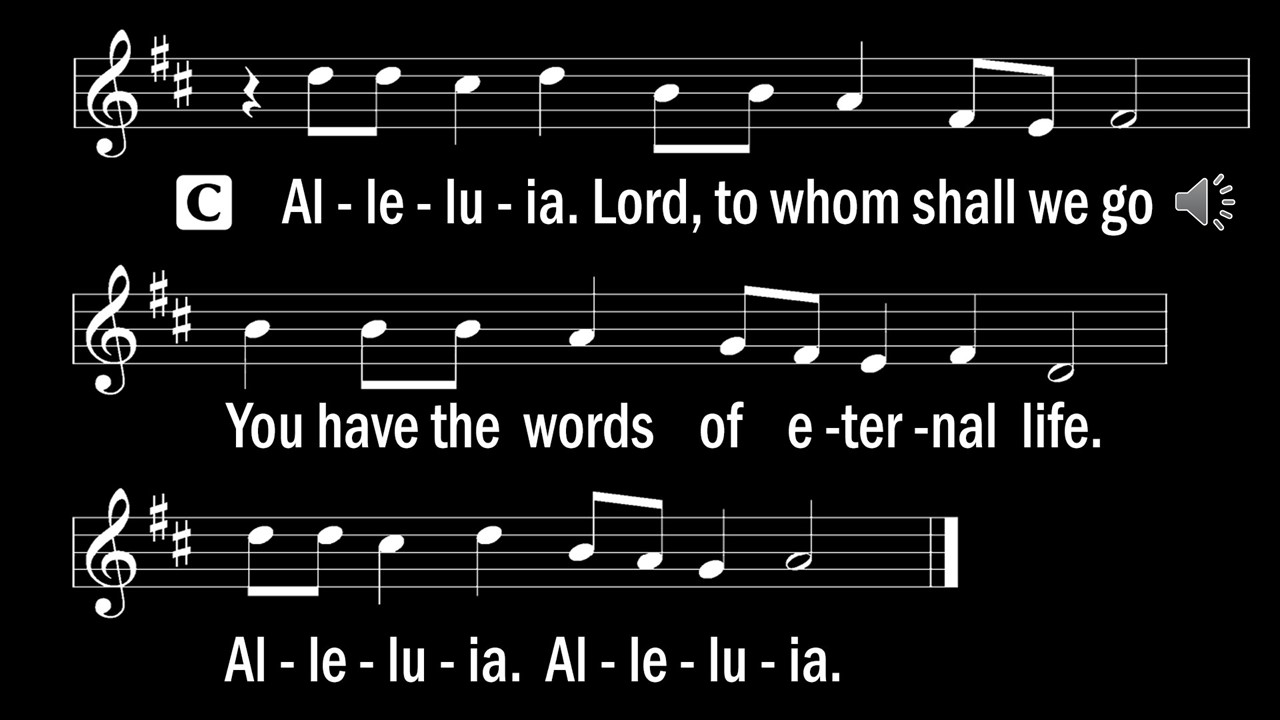 C Al - le - lu - ia. Lord, to whom shall we go
You have the words of e -ter -nal life.
Al - le - lu - ia. Al - le - lu - ia.